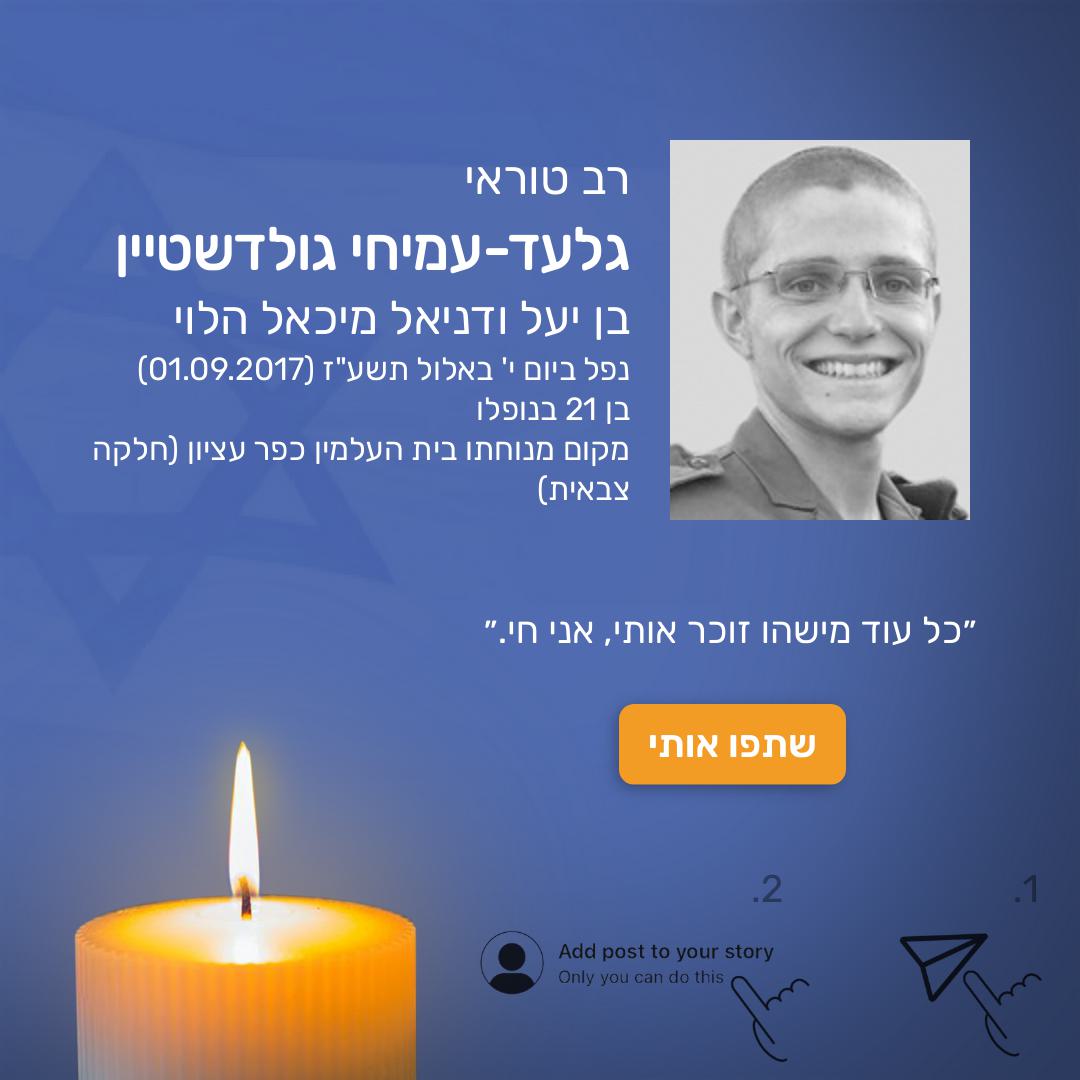 רב טוראי
גלעד-עמיחי גולדשטיין
בן יעל ודניאל מיכאל הלוי
נפל ביום י' באלול תשע"ז (01.09.2017)
בן 21 בנופלו
מקום מנוחתו בית העלמין כפר עציון (חלקה
צבאית)
״כל עוד מישהו זוכר אותי, אני חי.״
שתפו אותי
.1
.2
Add post to your story
Only you can do this